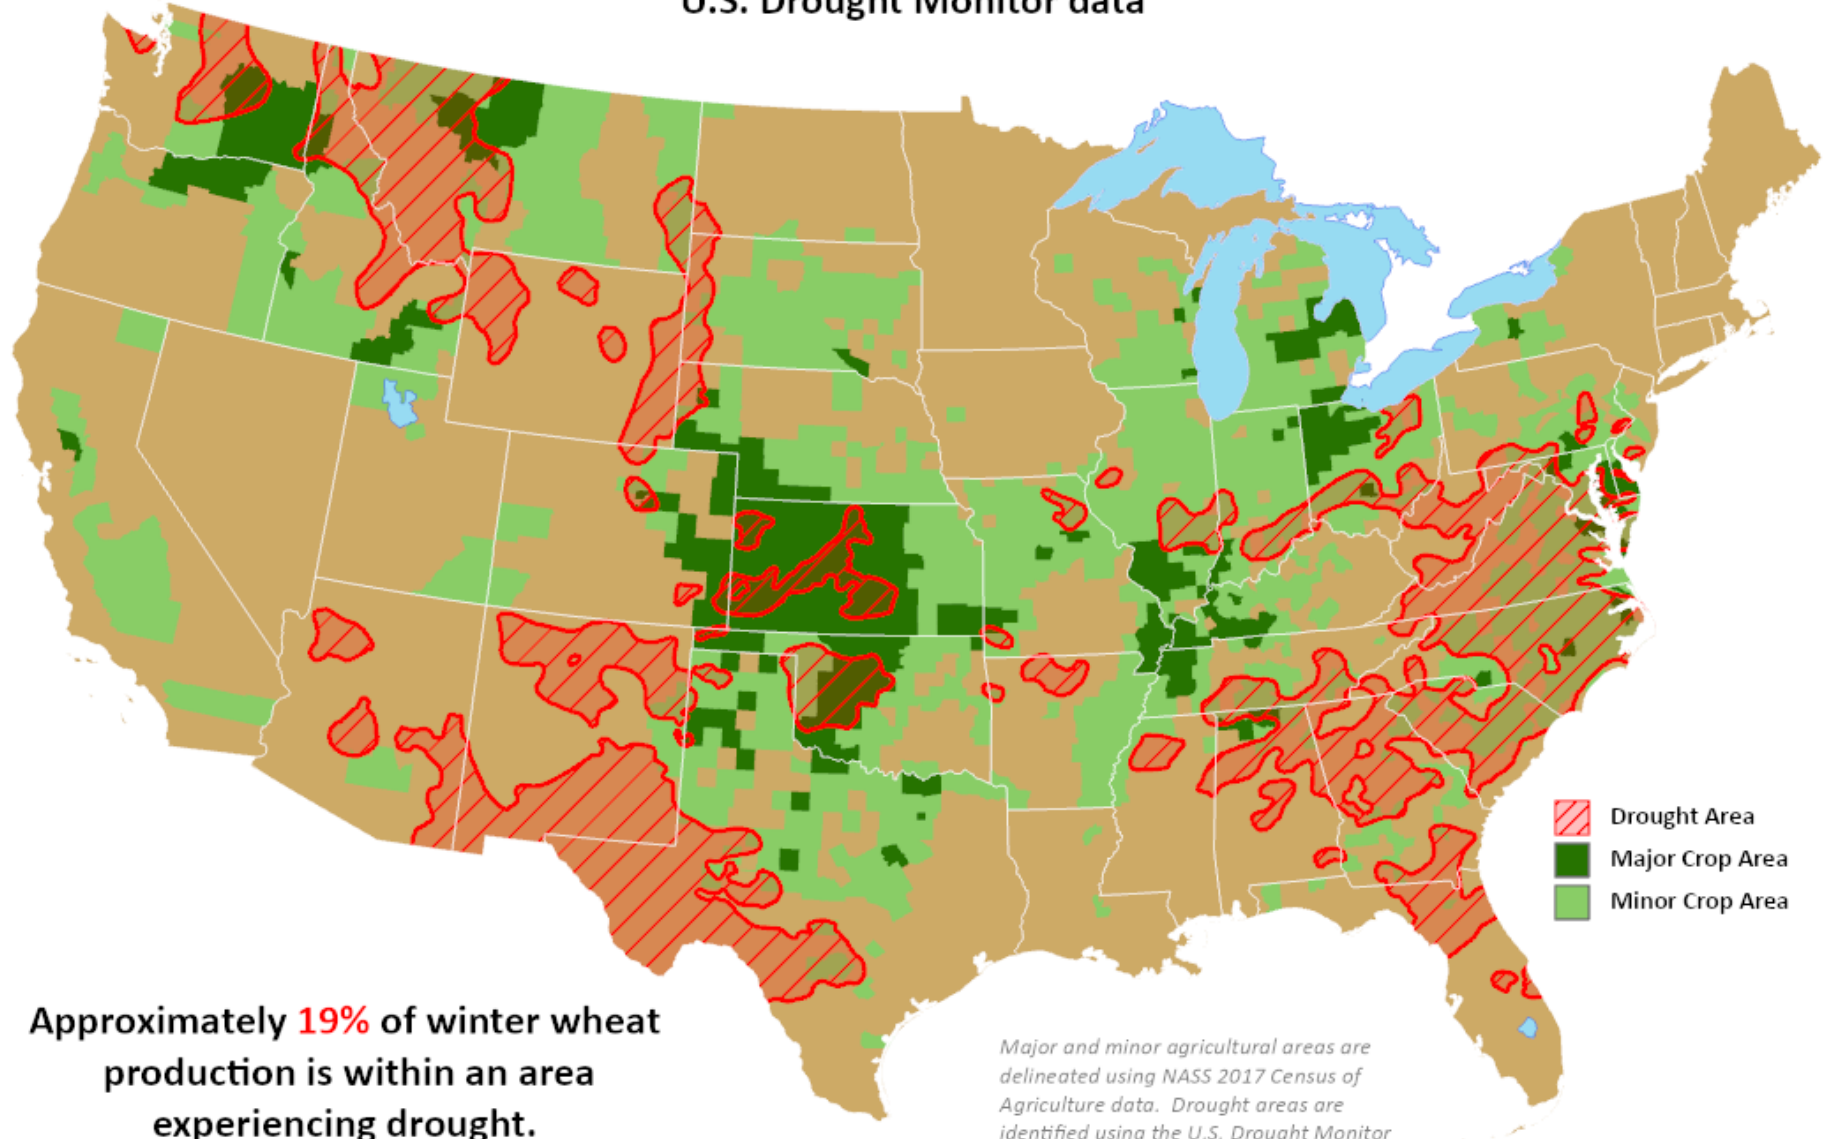 U.S. Drought Monitor data
Drought Area
Major Crop Area
Minor Crop Area
Approximately 19% of winter wheat
production is within an area
experiencing drought.
Major and minor agricultural areas are
delineated using NASS 2017 Census of
Agriculture data.  Drought areas are
identified using the U.S. Drought Monitor